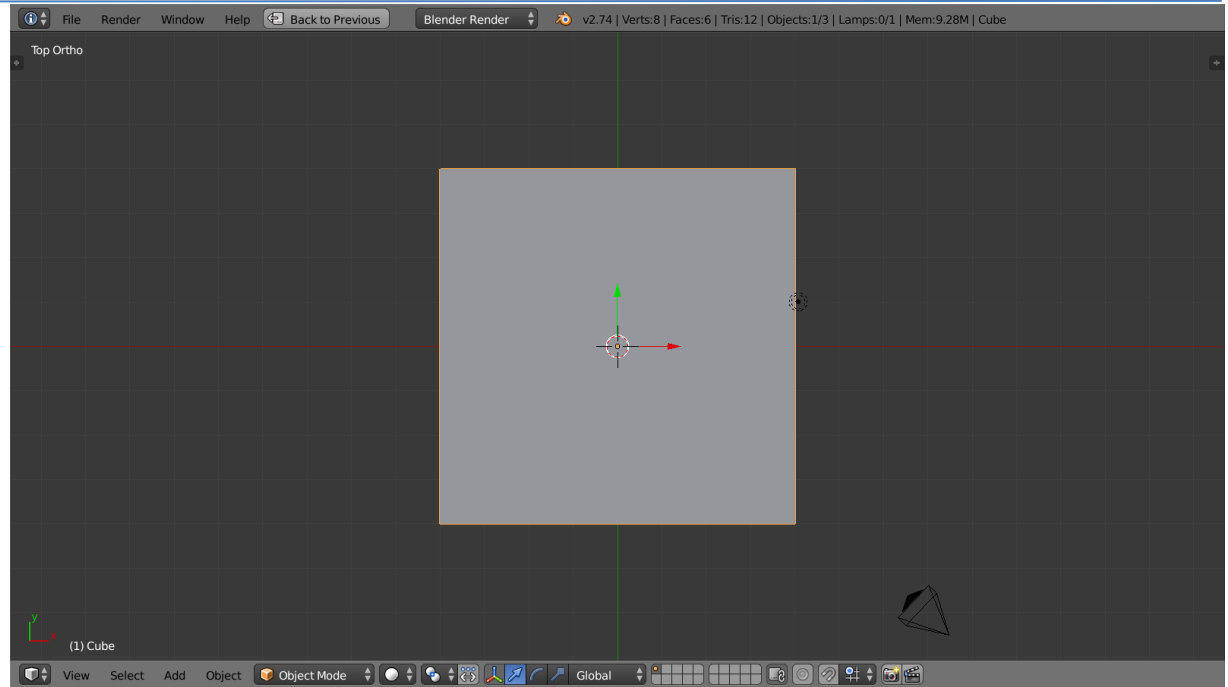 File Render Window Help Back to Previous Blender Render v2.74 | Verts:8 | Faces:6 | Tris:12 | Objects:1/3 | Lamps:0/1 | Mem:9.28M | Cube
Top Ortho
y
x
(1) Cube
View Select Add Object Object Mode Global